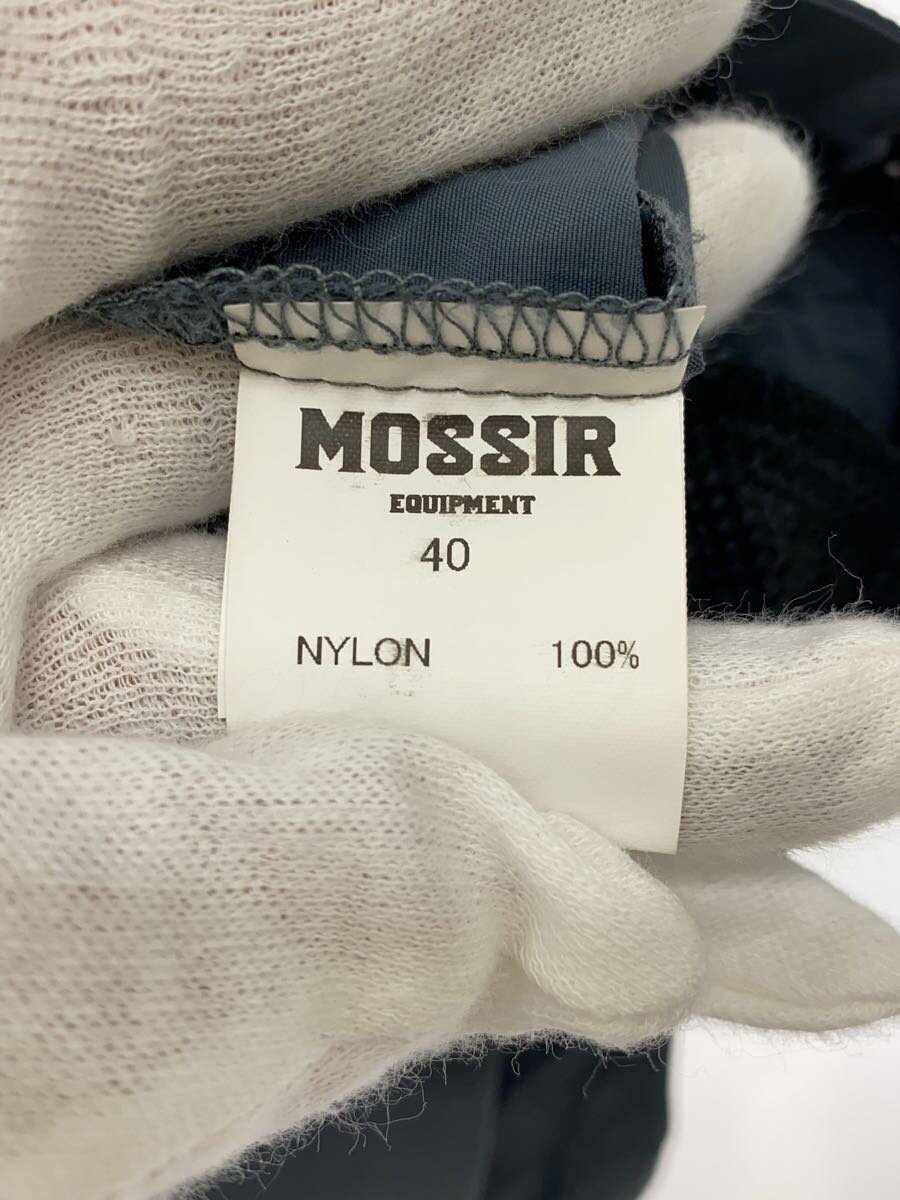 MOSSIR
EQUIPMENT
40
NYLON 100%